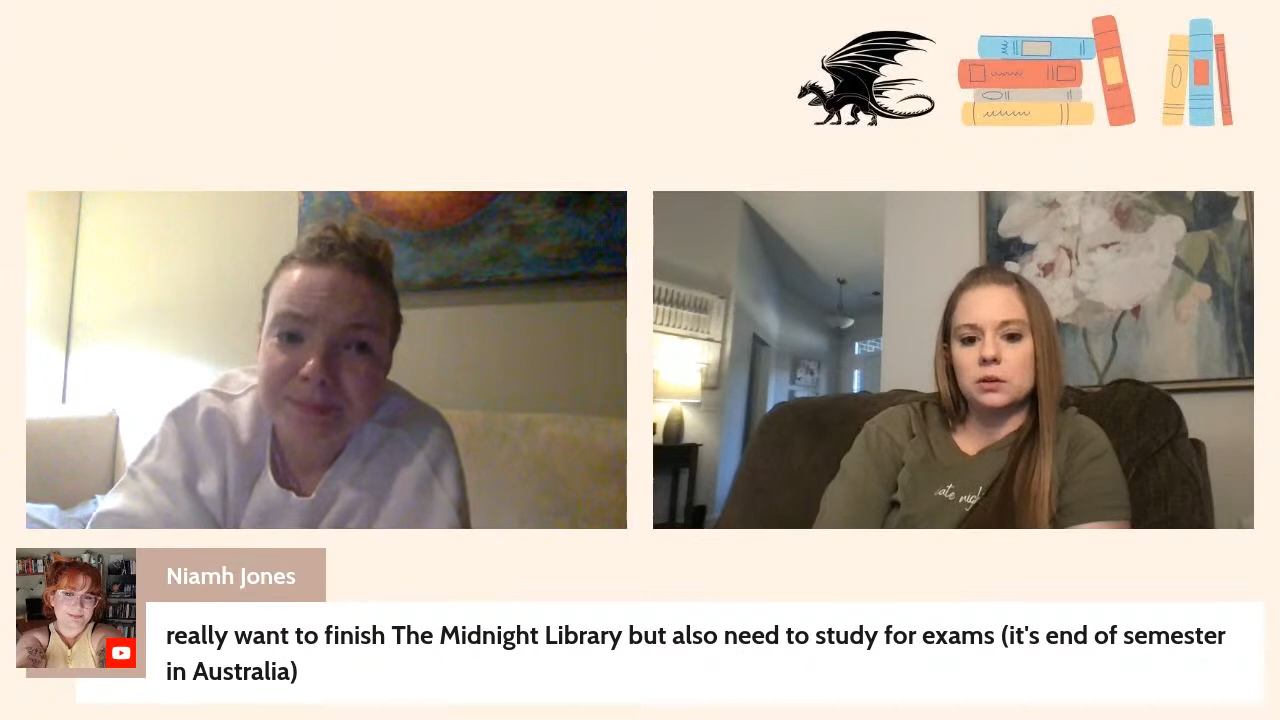 Niamh Jones
really want to finish The Midnight Library but also need to study for exams (it's end of semester
in Australia)